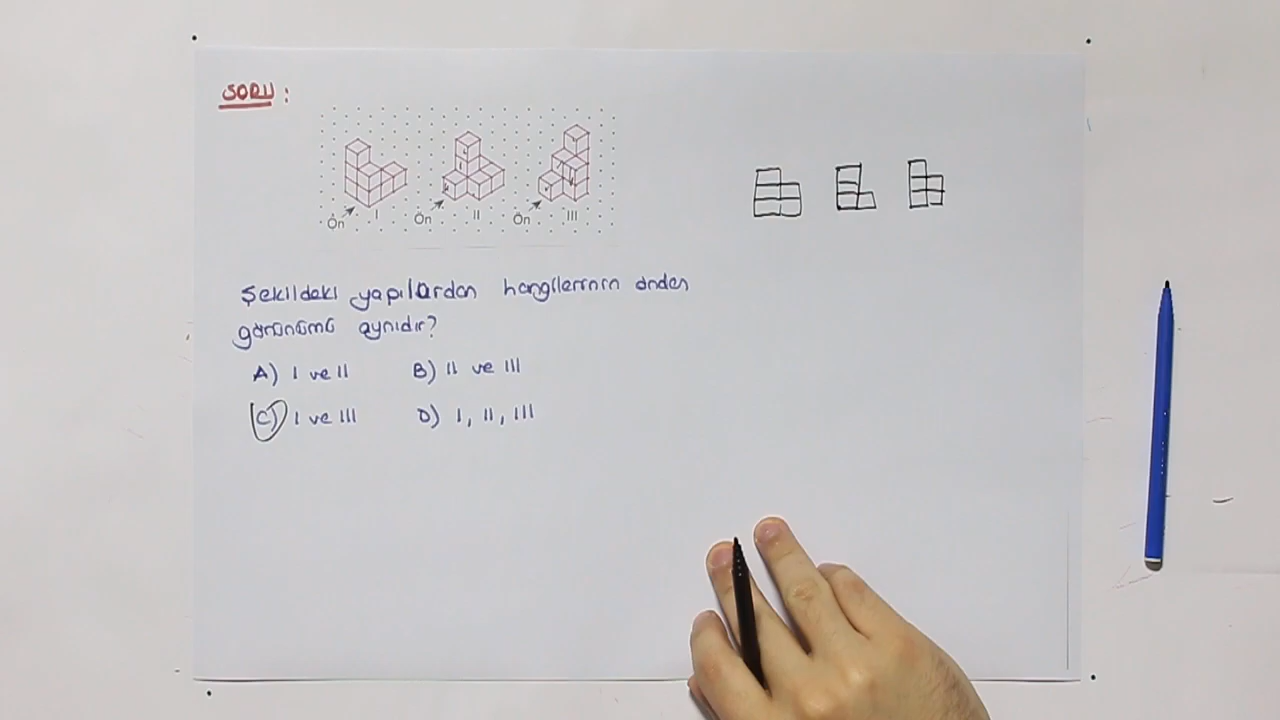 SORU :
Ön I Ön II Ön III
Şekildeki yapılardan hangilerinin önden
görünümü aynıdır?
A) I ve II B) II ve III
C) I ve III D) I, II, III